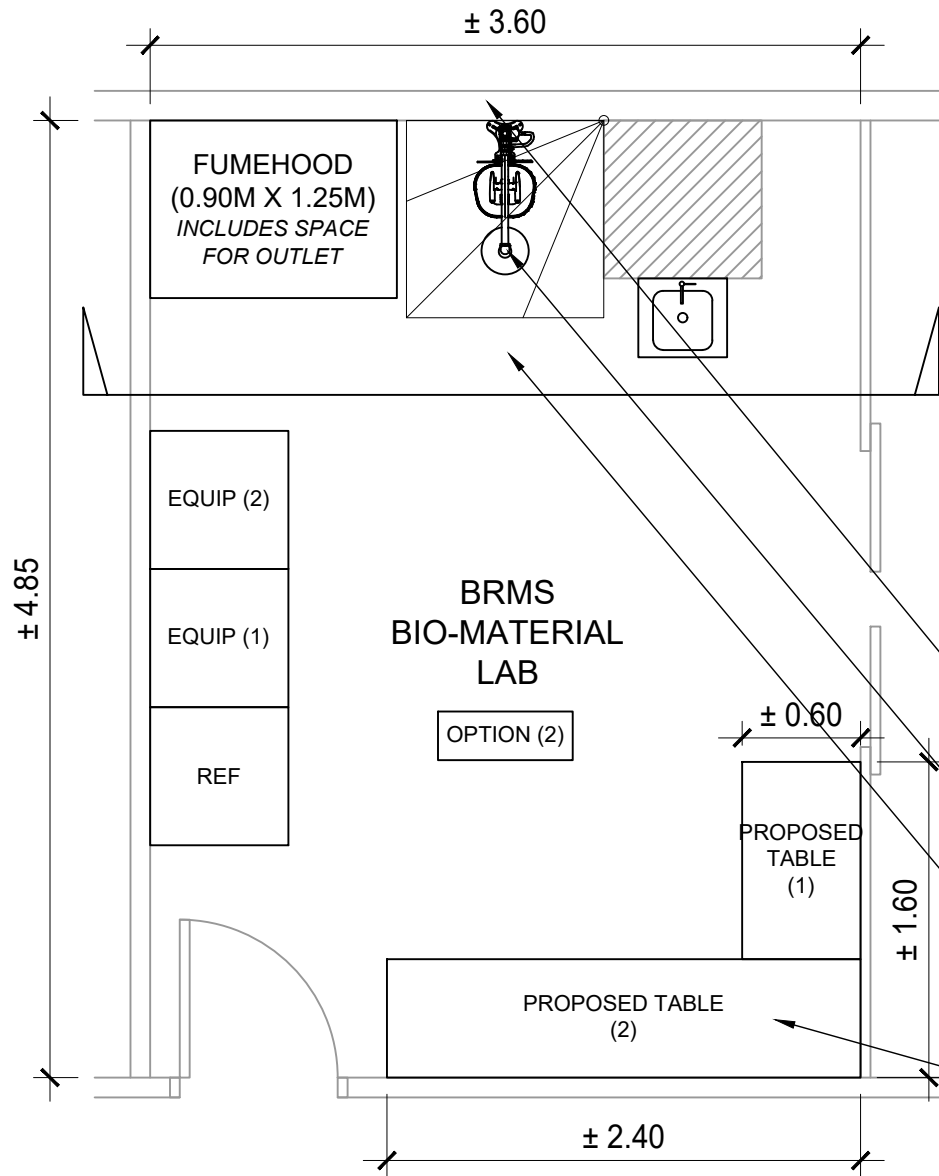 ± 3.60
FUMEHOOD
(0.90M X 1.25M)
INCLUDES SPACE
FOR OUTLET
± 4.85
EQUIP (2)
EQUIP (1)
REF
BRMS
BIO-MATERIAL
LAB
OPTION (2)
± 0.60
PROPOSED
TABLE
(1)
± 1.60
PROPOSED TABLE
(2)
± 2.40